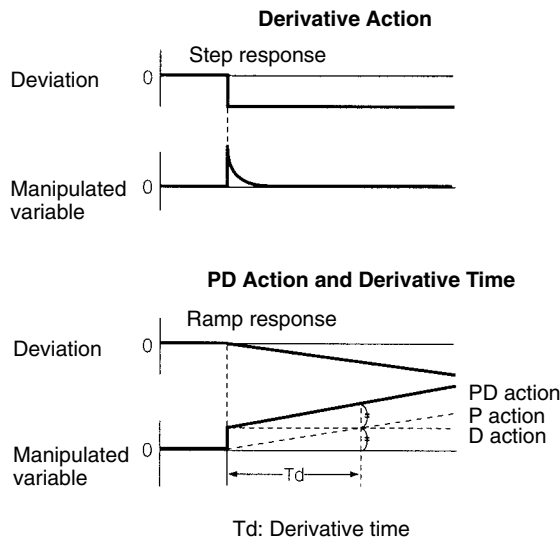 Derivative Action
Step response
Deviation
0
Manipulated
variable
0
PD Action and Derivative Time
Ramp response
Deviation
0
PD action
P action
D action
Manipulated
variable
0
Td
Td: Derivative time